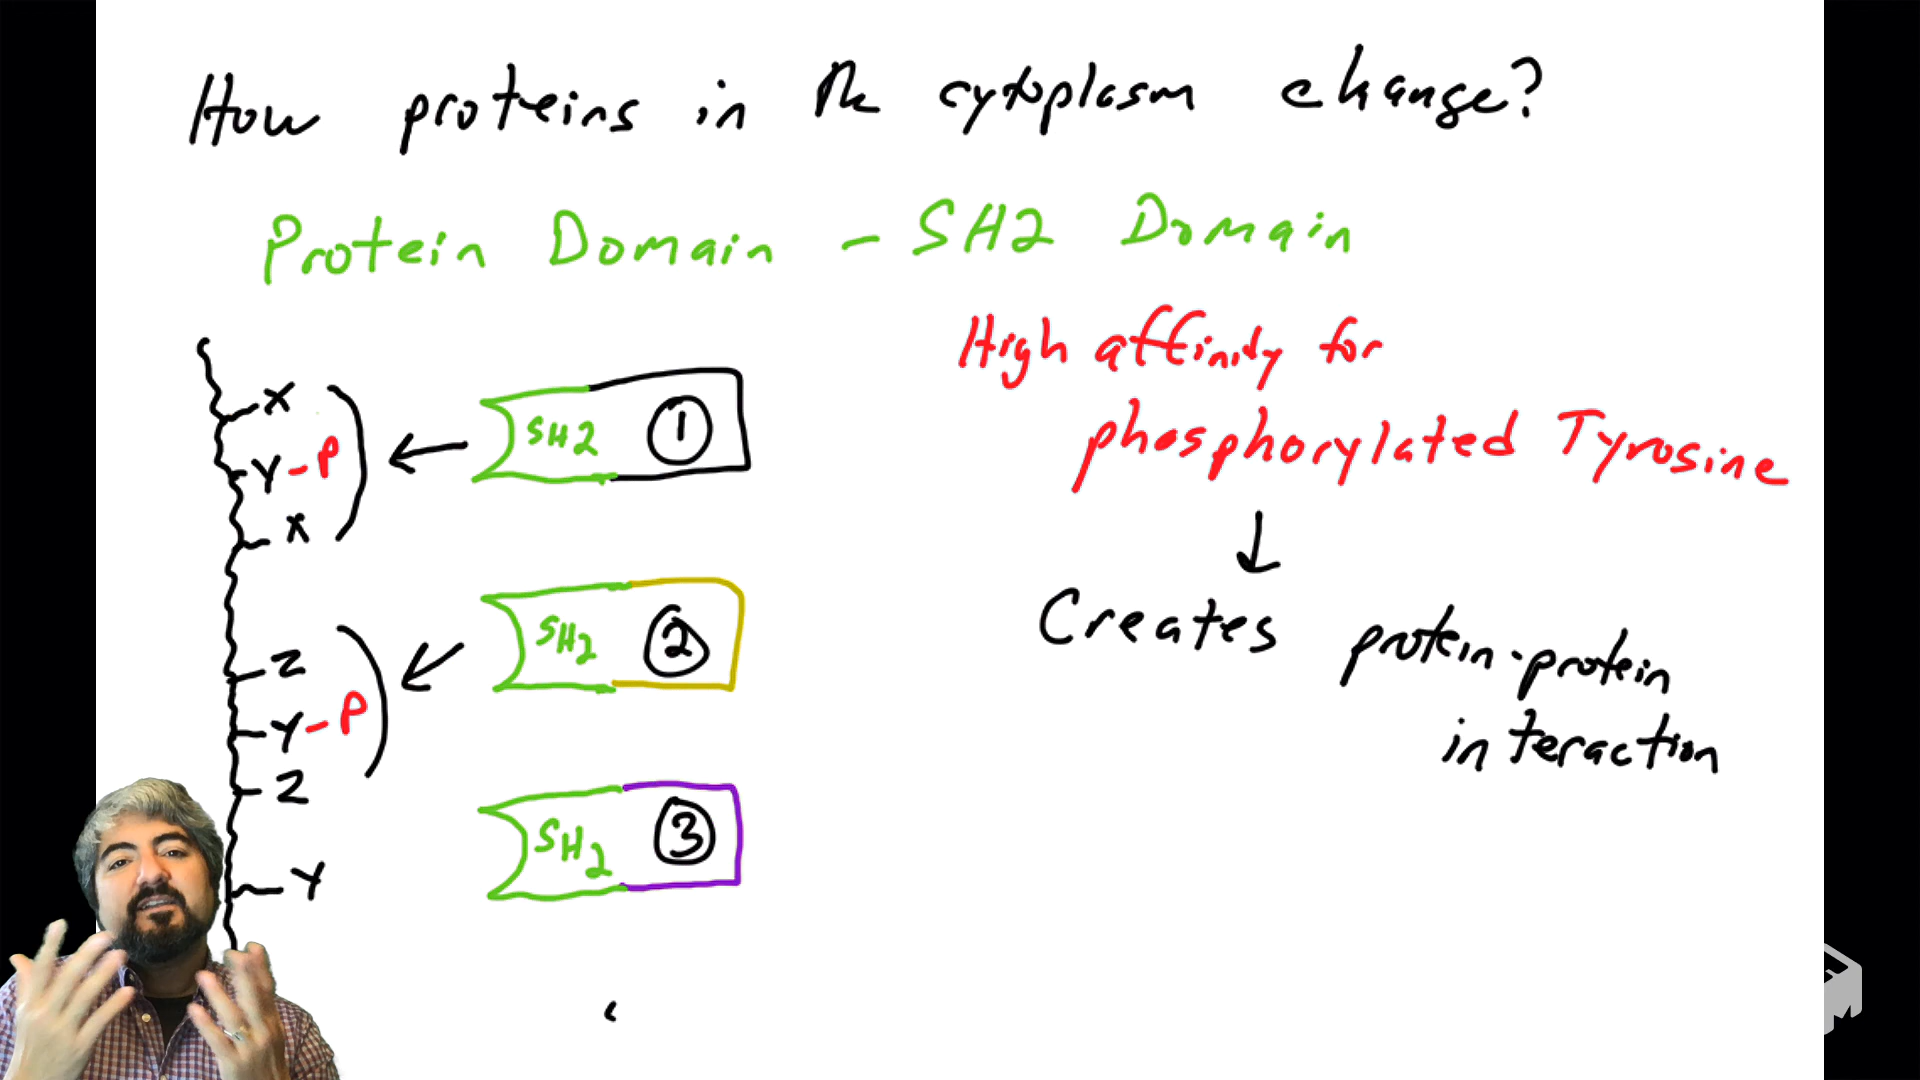 How proteins in the cytoplasm change?
Protein Domain - SH2 Domain
High affinity for
phosphorylated Tyrosine
Creates protein-protein
interaction
X
Y-P
X
SH2 1
Z
Y-P
Z
SH2 2
Y
SH2 3